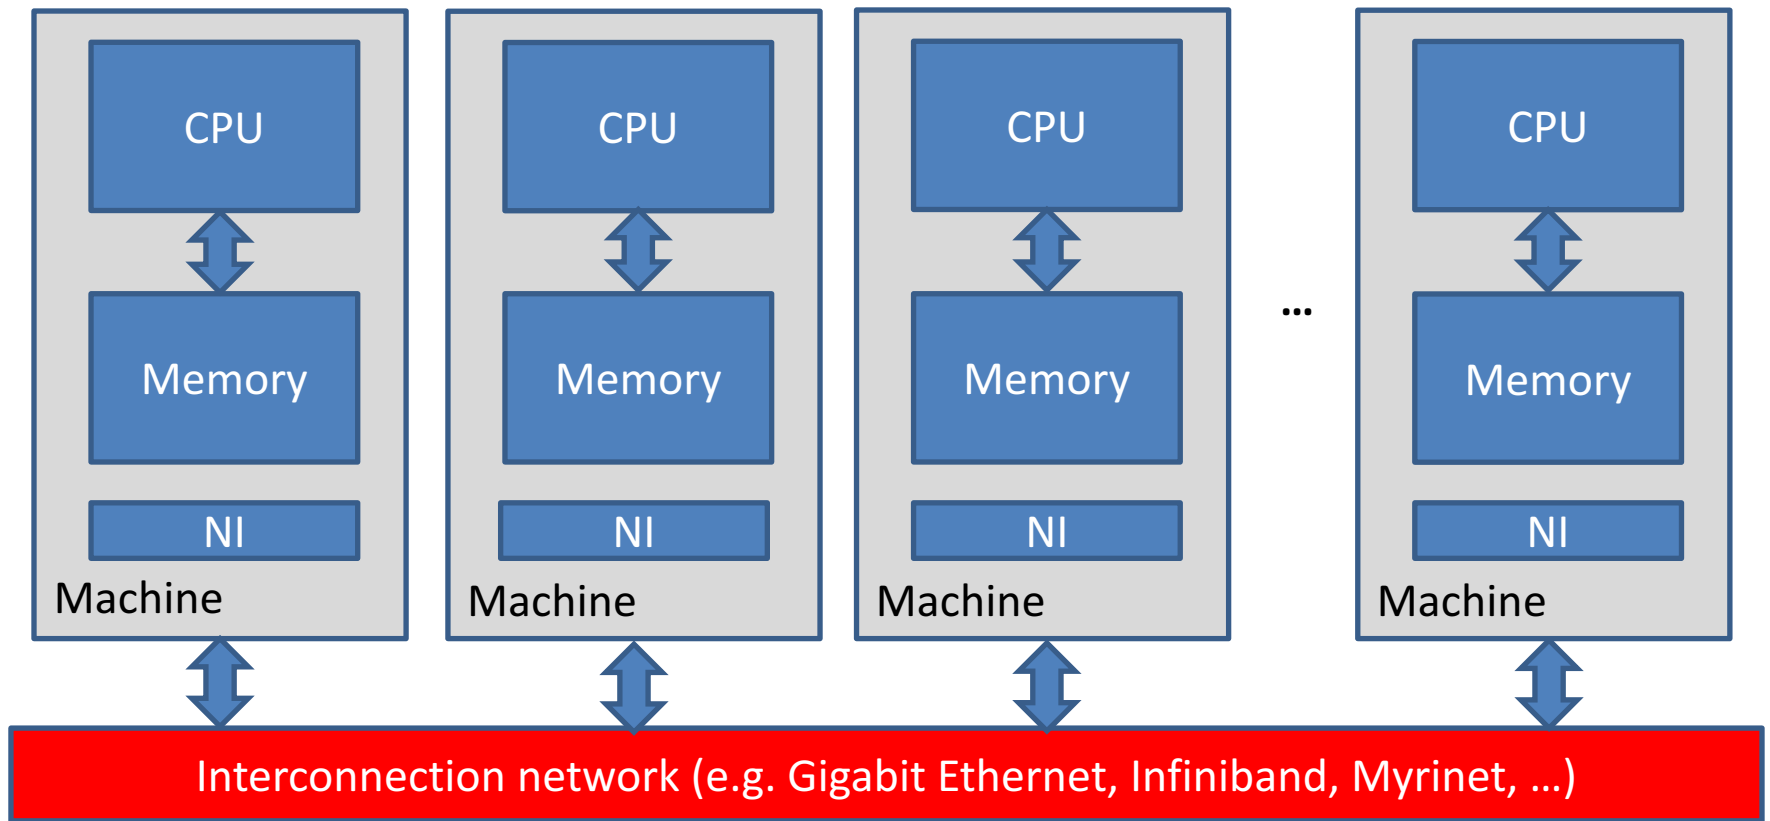 CPU
Memory
NI
Machine
CPU
Memory
NI
Machine
CPU
Memory
NI
Machine
...
CPU
Memory
NI
Machine
Interconnection network (e.g. Gigabit Ethernet, Infiniband, Myrinet, ...)